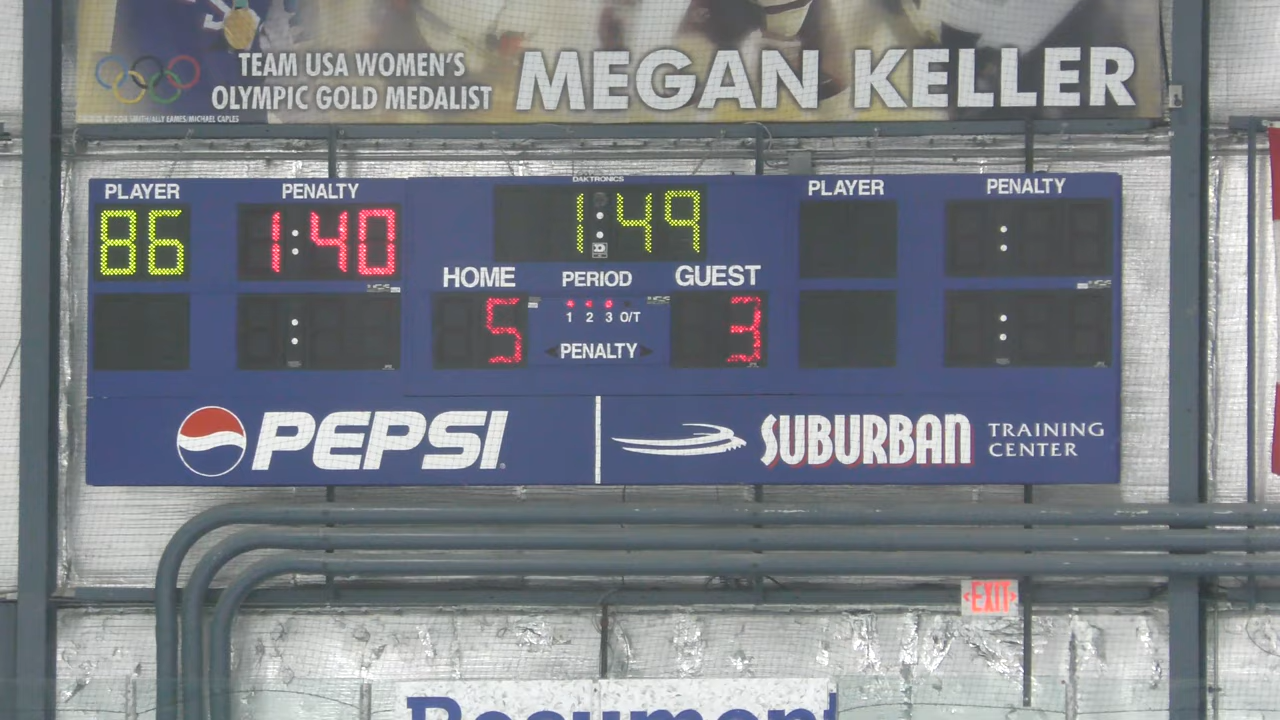 TEAM USA WOMEN'S
OLYMPIC GOLD MEDALIST
MEGAN KELLER
DAKTRONICS
PLAYER PENALTY PLAYER PENALTY
86 1:40 1:49
HOME PERIOD GUEST
5 1 2 3 O/T 3
PENALTY
PEPSI
SUBURBAN TRAINING
CENTER
EXIT
Beaumont